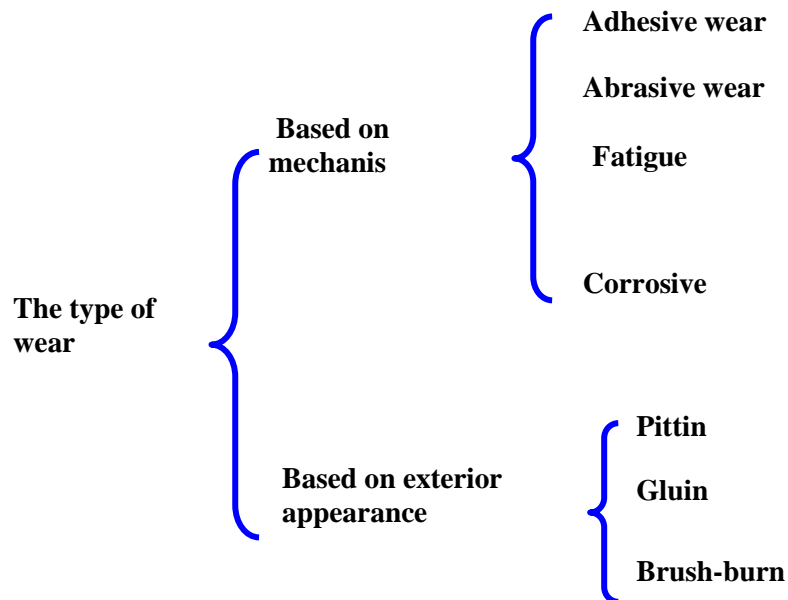 The type of
wear
Based on
mechanis
Adhesive wear
Abrasive wear
Fatigue
Corrosive
Based on exterior
appearance
Pittin
Gluin
Brush-burn